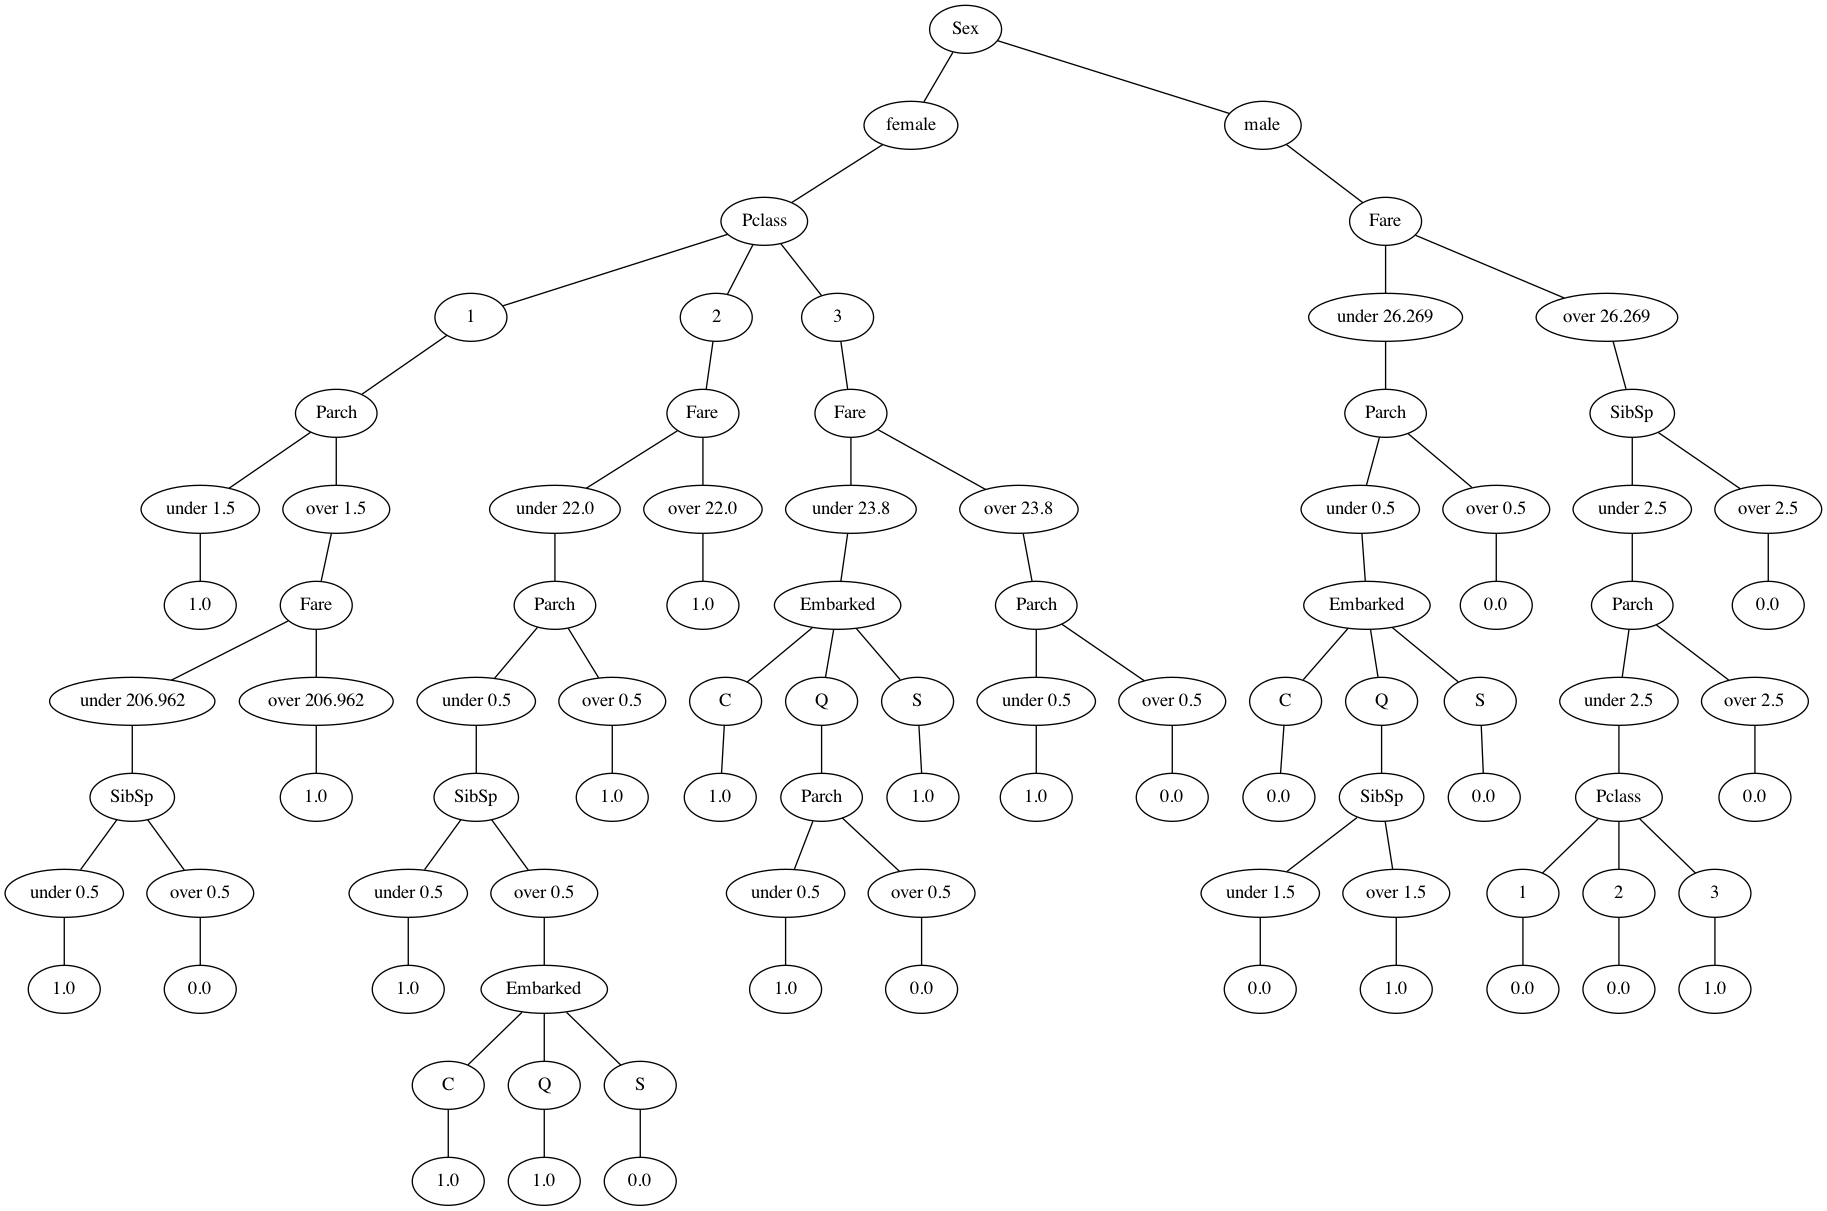 Sex
female
male
Pclass
Fare
1
2
3
under 26.269
over 26.269
Parch
Fare
Fare
Parch
SibSp
under 1.5
over 1.5
under 22.0
over 22.0
under 23.8
over 23.8
under 0.5
over 0.5
under 2.5
over 2.5
1.0
Fare
Parch
1.0
Embarked
Parch
Embarked
0.0
Parch
0.0
under 206.962
over 206.962
under 0.5
over 0.5
C
Q
S
under 0.5
over 0.5
C
Q
S
under 2.5
over 2.5
SibSp
1.0
SibSp
1.0
1.0
Parch
1.0
1.0
0.0
0.0
SibSp
0.0
Pclass
0.0
under 0.5
over 0.5
under 0.5
over 0.5
under 0.5
over 0.5
under 1.5
over 1.5
1
2
3
1.0
0.0
1.0
Embarked
1.0
0.0
0.0
1.0
0.0
0.0
1.0
C
Q
S
1.0
1.0
0.0